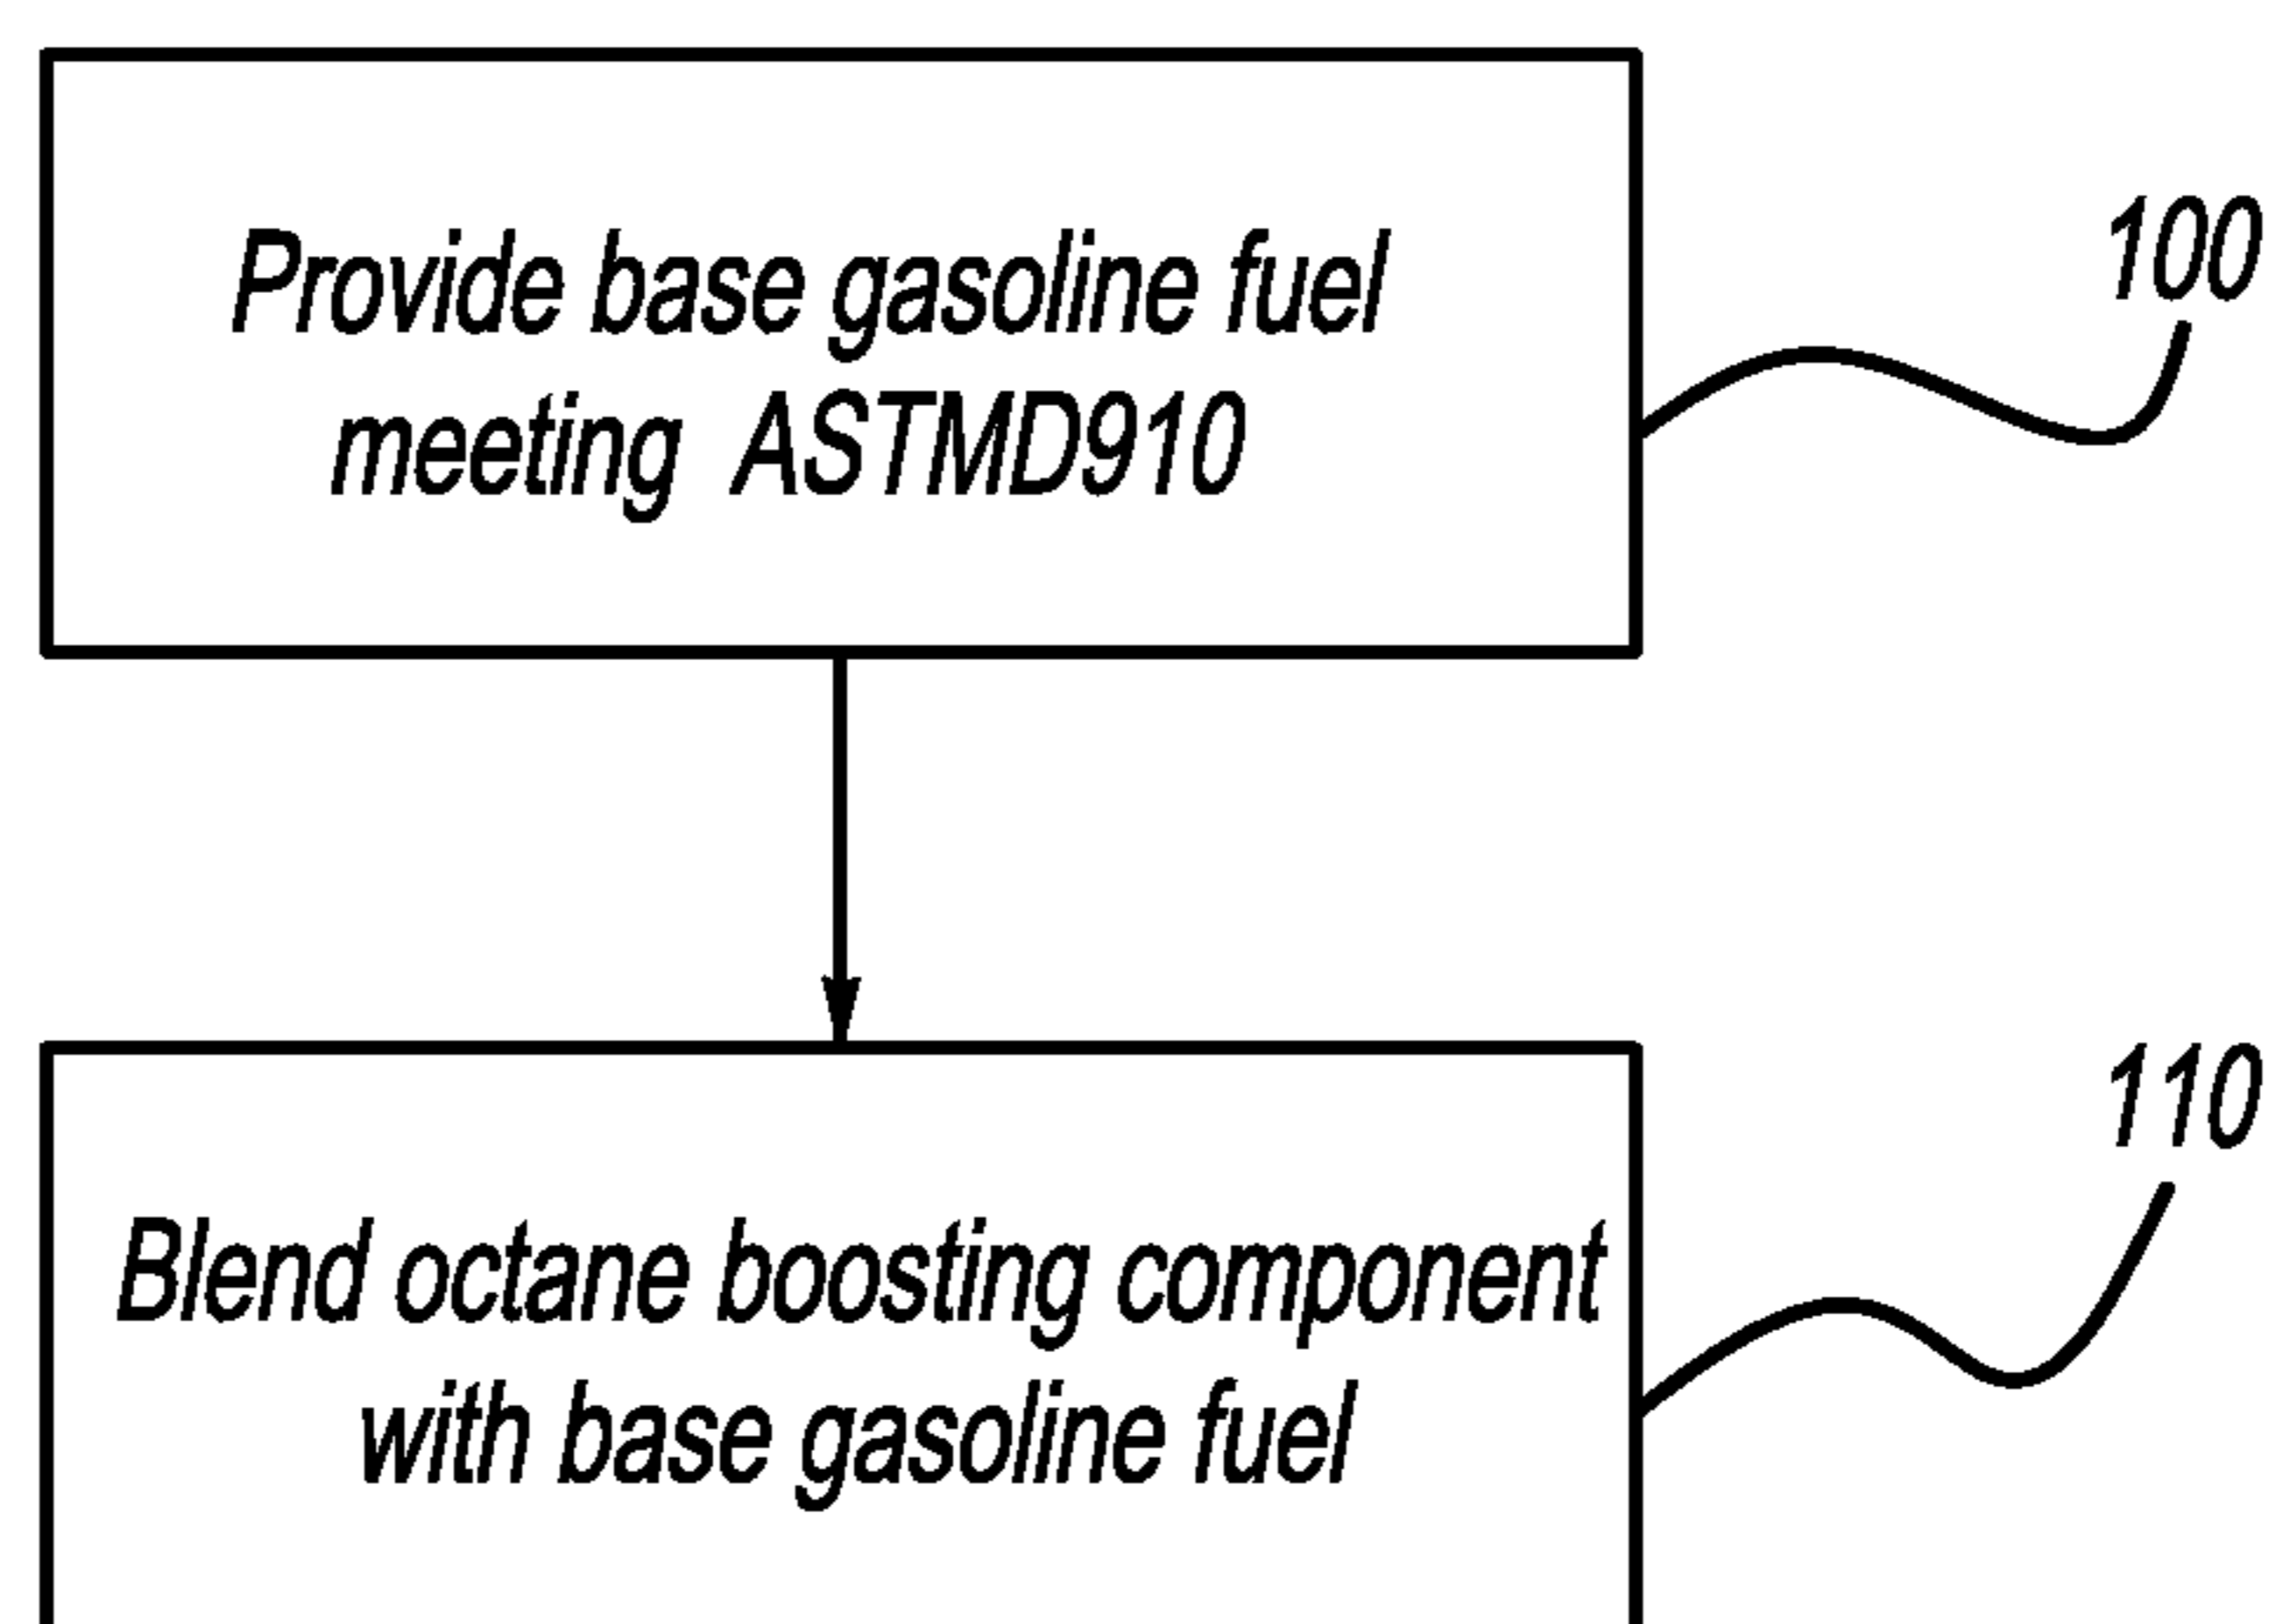 Provide base gasoline fuel
meeting ASTMD910
100
Blend octane boosting component
with base gasoline fuel
110